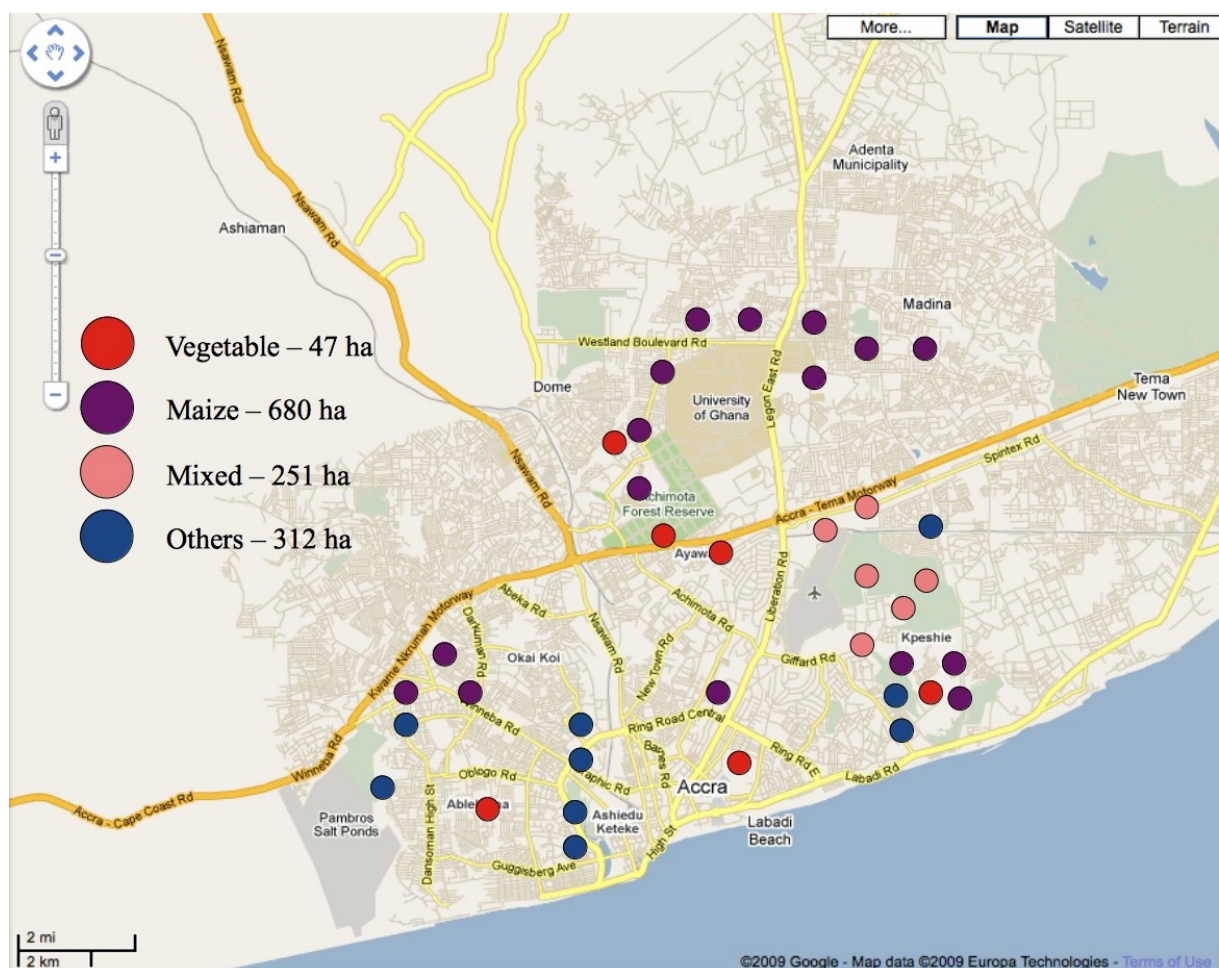 More...
Map
Satellite
Terrain
Nsawam Rd
Adenta
Municipality
Ashiaman
Nsawam Rd
Madina
Vegetable – 47 ha
Westland Boulevard Rd
Maize – 680 ha
Dome
University
of Ghana
Legon East Rd
Tema
New Town
Mixed – 251 ha
Nsawam Rd
Spintex Rd
Achimota
Forest Reserve
Accra - Tema Motorway
Others – 312 ha
Kwame Nkrumah Motorway
Abeka Rd
Darkuman Rd
Nsawam Rd
Achimota Rd
Liberation Rd
Okai Koi
New Town Rd
Giffard Rd
Kpeshie
Winneba Rd
Ring Road Central
Winneba Rd
Barnes Rd
Ring Rd E
Labadi Rd
Oblogo Rd
Graphic Rd
Accra
Accra - Cape Coast Rd
Pambros
Salt Ponds
Dansoman High St
Ashiedu
Keteke
High St
Labadi
Beach
Guggisberg Ave
2 mi
2 km
©2009 Google - Map data ©2009 Europa Technologies - Terms of Use